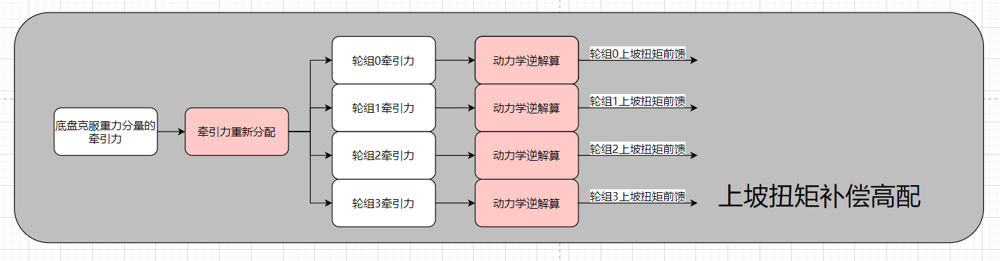 轮组0牵引力
动力学逆解算
轮组0上坡扭矩前馈
底盘克服重力分量的
牵引力
牵引力重新分配
轮组1牵引力
动力学逆解算
轮组1上坡扭矩前馈
轮组2牵引力
动力学逆解算
轮组2上坡扭矩前馈
轮组3牵引力
动力学逆解算
轮组3上坡扭矩前馈
上坡扭矩补偿高配